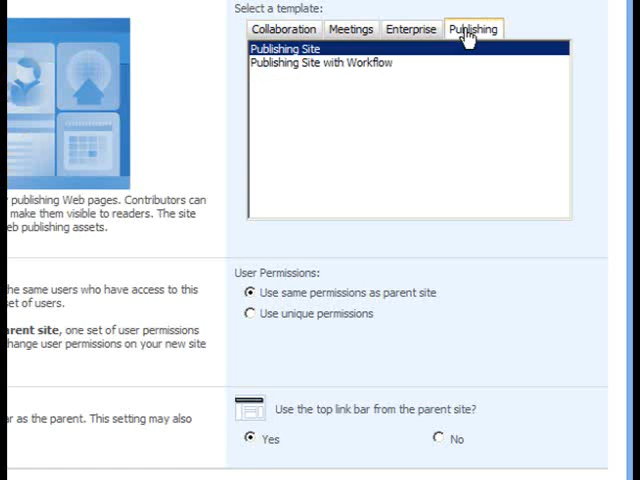 Select a template:
Collaboration Meetings Enterprise Publishing
Publishing Site
Publishing Site with Workflow
publishing Web pages. Contributors can
make them visible to readers. The site
publishing assets.
User Permissions:
the same users who have access to this
set of users.
Use same permissions as parent site
Use unique permissions
parent site, one set of user permissions
change user permissions on your new site
Use the top link bar from the parent site?
ar as the parent. This setting may also
Yes No